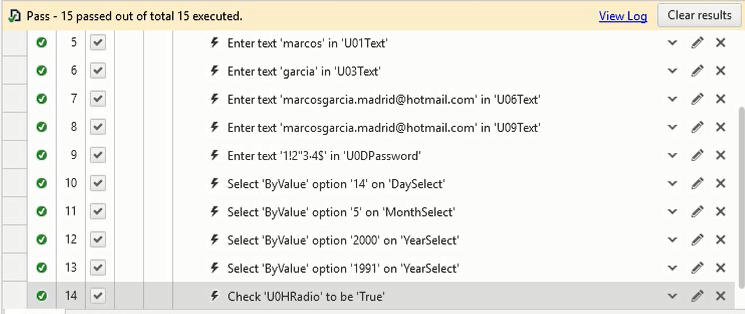 Pass - 15 passed out of total 15 executed. View Log Clear results
5 Enter text 'marcos' in 'U01Text'
6 Enter text 'garcia' in 'U03Text'
7 Enter text 'marcosgarcia.madrid@hotmail.com' in 'U06Text'
8 Enter text 'marcosgarcia.madrid@hotmail.com' in 'U09Text'
9 Enter text '1!2"3·4$' in 'U0DPassword'
10 Select 'ByValue' option '14' on 'DaySelect'
11 Select 'ByValue' option '5' on 'MonthSelect'
12 Select 'ByValue' option '2000' on 'YearSelect'
13 Select 'ByValue' option '1991' on 'YearSelect'
14 Check 'U0HRadio' to be 'True'